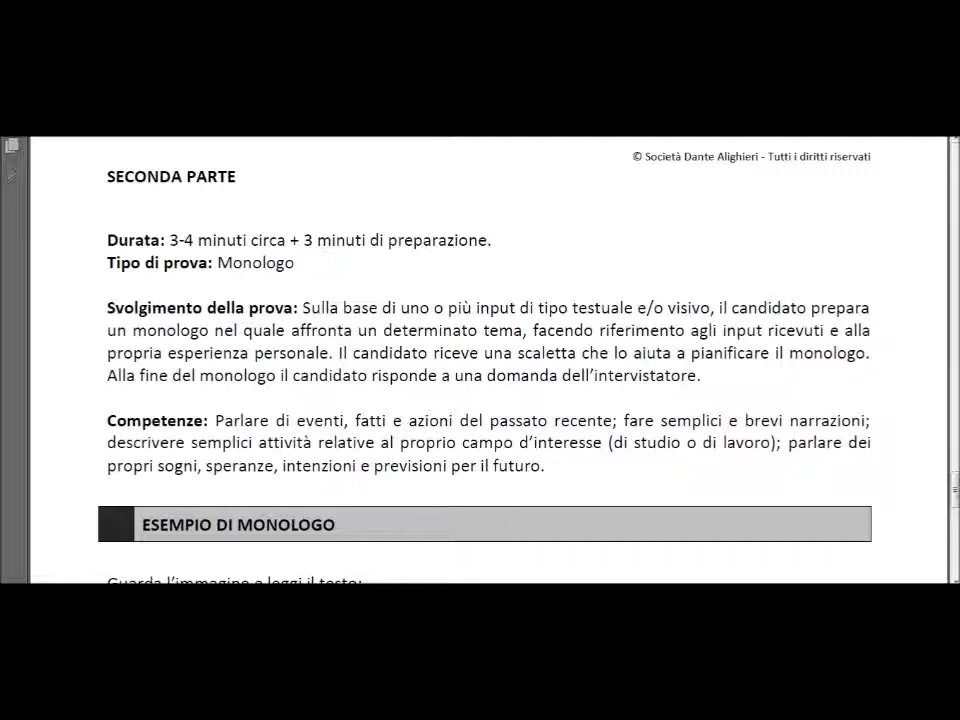 © Società Dante Alighieri - Tutti i diritti riservati
SECONDA PARTE
Durata: 3-4 minuti circa + 3 minuti di preparazione.
Tipo di prova: Monologo
Svolgimento della prova: Sulla base di uno o più input di tipo testuale e/o visivo, il candidato prepara
un monologo nel quale affronta un determinato tema, facendo riferimento agli input ricevuti e alla
propria esperienza personale. Il candidato riceve una scaletta che lo aiuta a pianificare il monologo.
Alla fine del monologo il candidato risponde a una domanda dell'intervistatore.
Competenze: Parlare di eventi, fatti e azioni del passato recente; fare semplici e brevi narrazioni;
descrivere semplici attività relative al proprio campo d'interesse (di studio o di lavoro); parlare dei
propri sogni, speranze, intenzioni e previsioni per il futuro.
ESEMPIO DI MONOLOGO
Guarda l'immagine e leggi il testo: